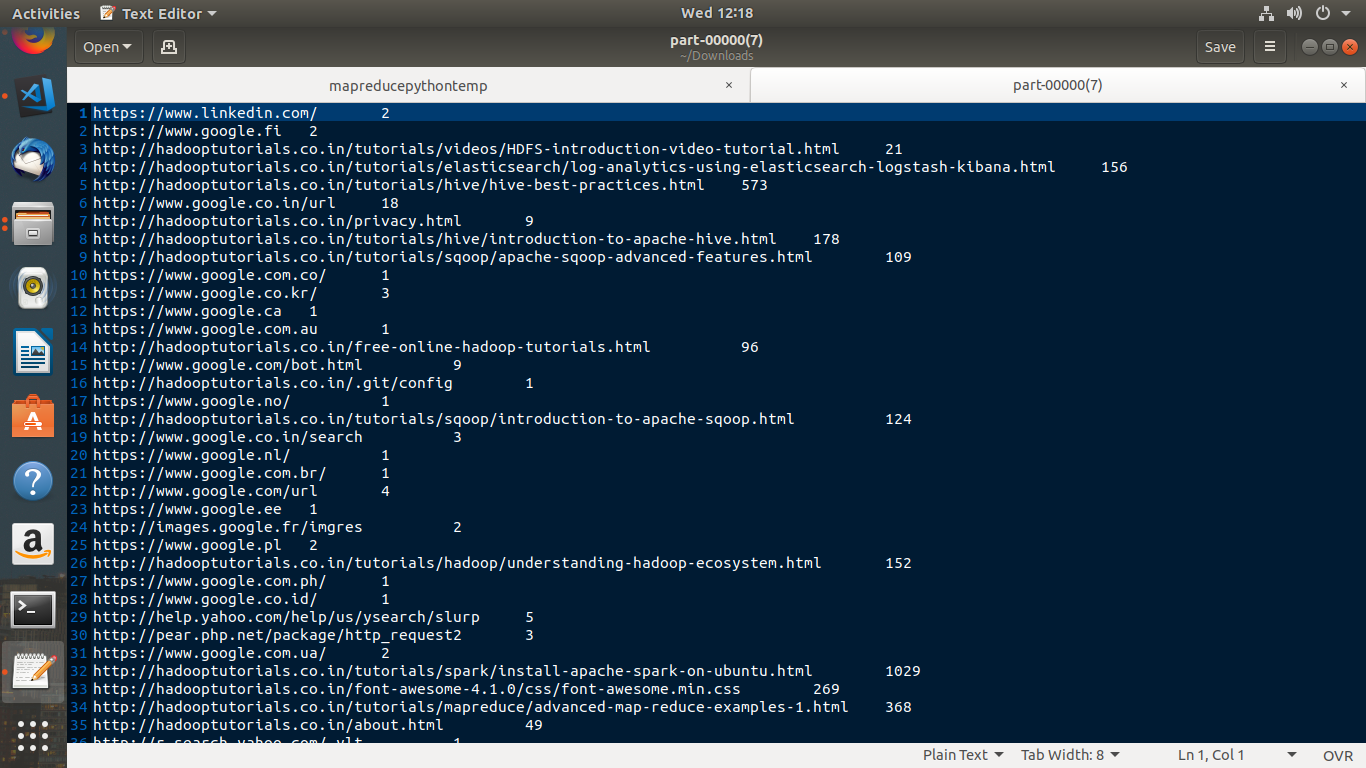 Activities Text Editor Wed 12:18
Open part-00000(7) Save
~/Downloads
mapreducepythontemp × part-00000(7) ×
1 https://www.linkedin.com/ 2
2 https://www.google.fi 2
3 http://hadooptutorials.co.in/tutorials/videos/HDFS-introduction-video-tutorial.html 21
4 http://hadooptutorials.co.in/tutorials/elasticsearch/log-analytics-using-elasticsearch-logstash-kibana.html 156
5 http://hadooptutorials.co.in/tutorials/hive/hive-best-practices.html 573
6 http://www.google.co.in/url 18
7 http://hadooptutorials.co.in/privacy.html 9
8 http://hadooptutorials.co.in/tutorials/hive/introduction-to-apache-hive.html 178
9 http://hadooptutorials.co.in/tutorials/sqoop/apache-sqoop-advanced-features.html 109
10 https://www.google.com.co/ 1
11 https://www.google.co.kr/ 3
12 https://www.google.ca 1
13 https://www.google.com.au 1
14 http://hadooptutorials.co.in/free-online-hadoop-tutorials.html 96
15 http://www.google.com/bot.html 9
16 http://hadooptutorials.co.in/.git/config 1
17 https://www.google.no/ 1
18 http://hadooptutorials.co.in/tutorials/sqoop/introduction-to-apache-sqoop.html 124
19 http://www.google.co.in/search 3
20 https://www.google.nl/ 1
21 https://www.google.com.br/ 1
22 http://www.google.com/url 4
23 https://www.google.ee 1
24 http://images.google.fr/imgres 2
25 https://www.google.pl 2
26 http://hadooptutorials.co.in/tutorials/hadoop/understanding-hadoop-ecosystem.html 152
27 https://www.google.com.ph/ 1
28 https://www.google.co.id/ 1
29 http://help.yahoo.com/help/us/ysearch/slurp 5
30 http://pear.php.net/package/http_request2 3
31 https://www.google.com.ua/ 2
32 http://hadooptutorials.co.in/tutorials/spark/install-apache-spark-on-ubuntu.html 1029
33 http://hadooptutorials.co.in/font-awesome-4.1.0/css/font-awesome.min.css 269
34 http://hadooptutorials.co.in/tutorials/mapreduce/advanced-map-reduce-examples-1.html 368
35 http://hadooptutorials.co.in/about.html 49
Plain Text Tab Width: 8 Ln 1, Col 1 OVR